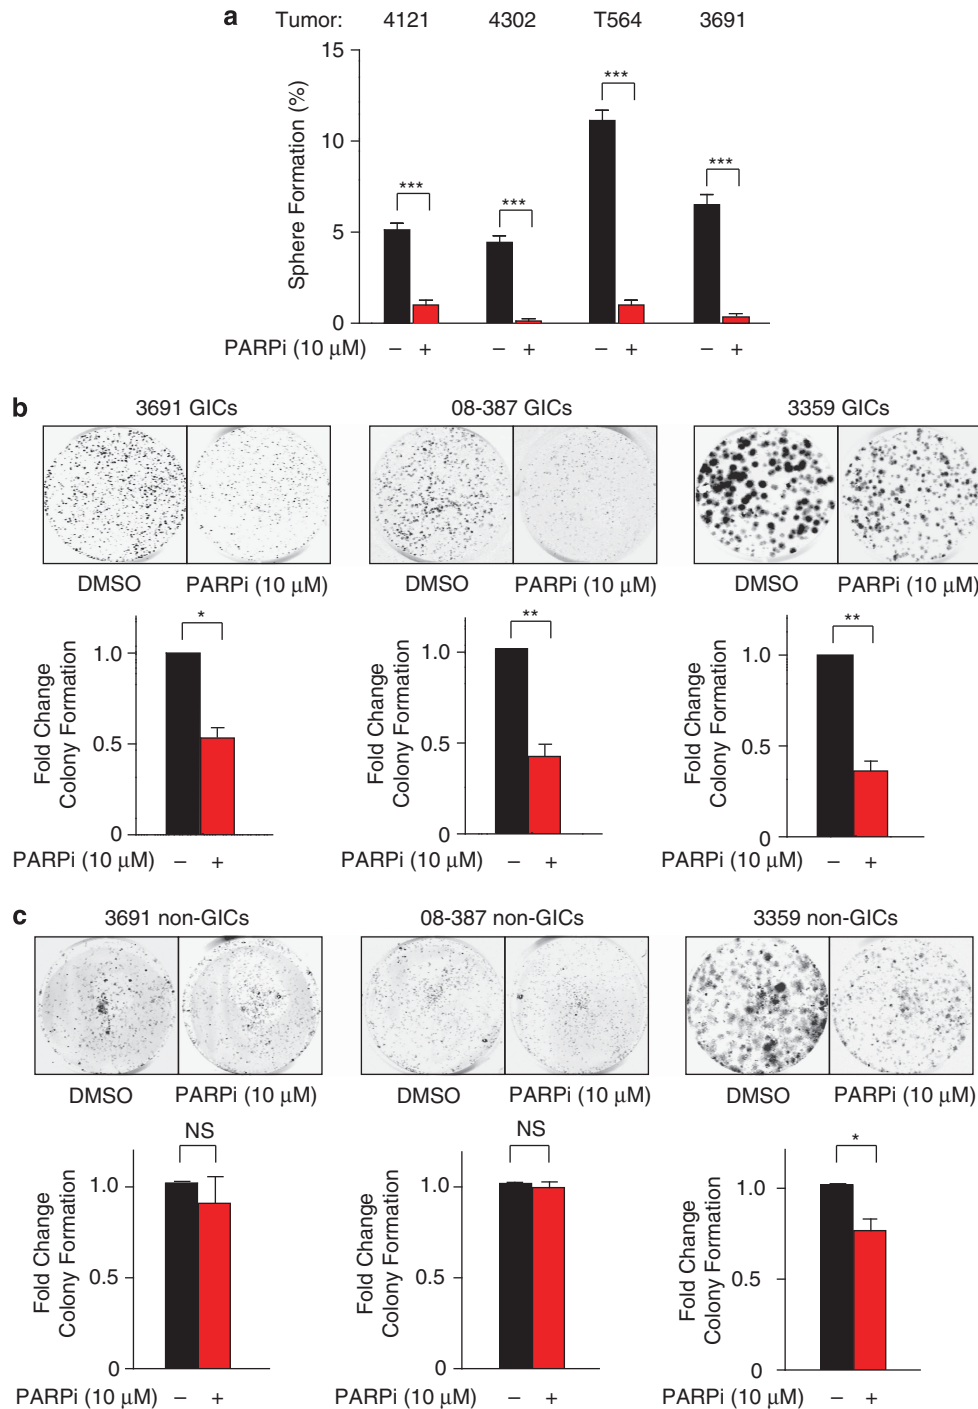 a Tumor: 4121 4302 T564 3691
15
10
5
0
Sphere Formation (%)
*** *** *** ***
PARPi (10 μM) – + – + – + – +
b 3691 GICs 08-387 GICs 3359 GICs
DMSO PARPi (10 μM) DMSO PARPi (10 μM) DMSO PARPi (10 μM)
* ** **
Fold Change
Colony Formation
1.0
0.5
0
Fold Change
Colony Formation
1.0
0.5
0
Fold Change
Colony Formation
1.0
0.5
0
PARPi (10 μM) – + PARPi (10 μM) – + PARPi (10 μM) – +
c 3691 non-GICs 08-387 non-GICs 3359 non-GICs
DMSO PARPi (10 μM) DMSO PARPi (10 μM) DMSO PARPi (10 μM)
NS NS *
Fold Change
Colony Formation
1.0
0.5
0
Fold Change
Colony Formation
1.0
0.5
0
Fold Change
Colony Formation
1.0
0.5
0
PARPi (10 μM) – + PARPi (10 μM) – + PARPi (10 μM) – +